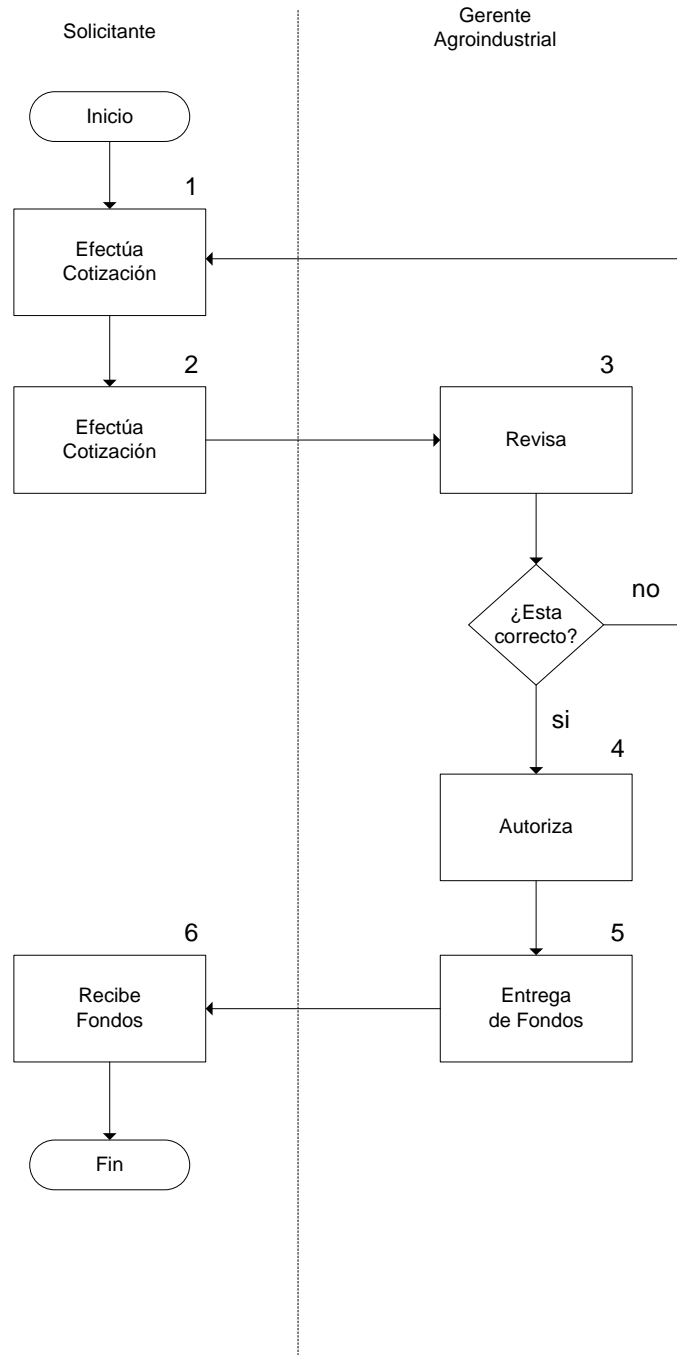 Solicitante
Gerente
Agroindustrial
Inicio
1
Efectúa
Cotización
2
Efectúa
Cotización
3
Revisa
¿Esta
correcto?
no
si
4
Autoriza
5
Entrega
de Fondos
6
Recibe
Fondos
Fin